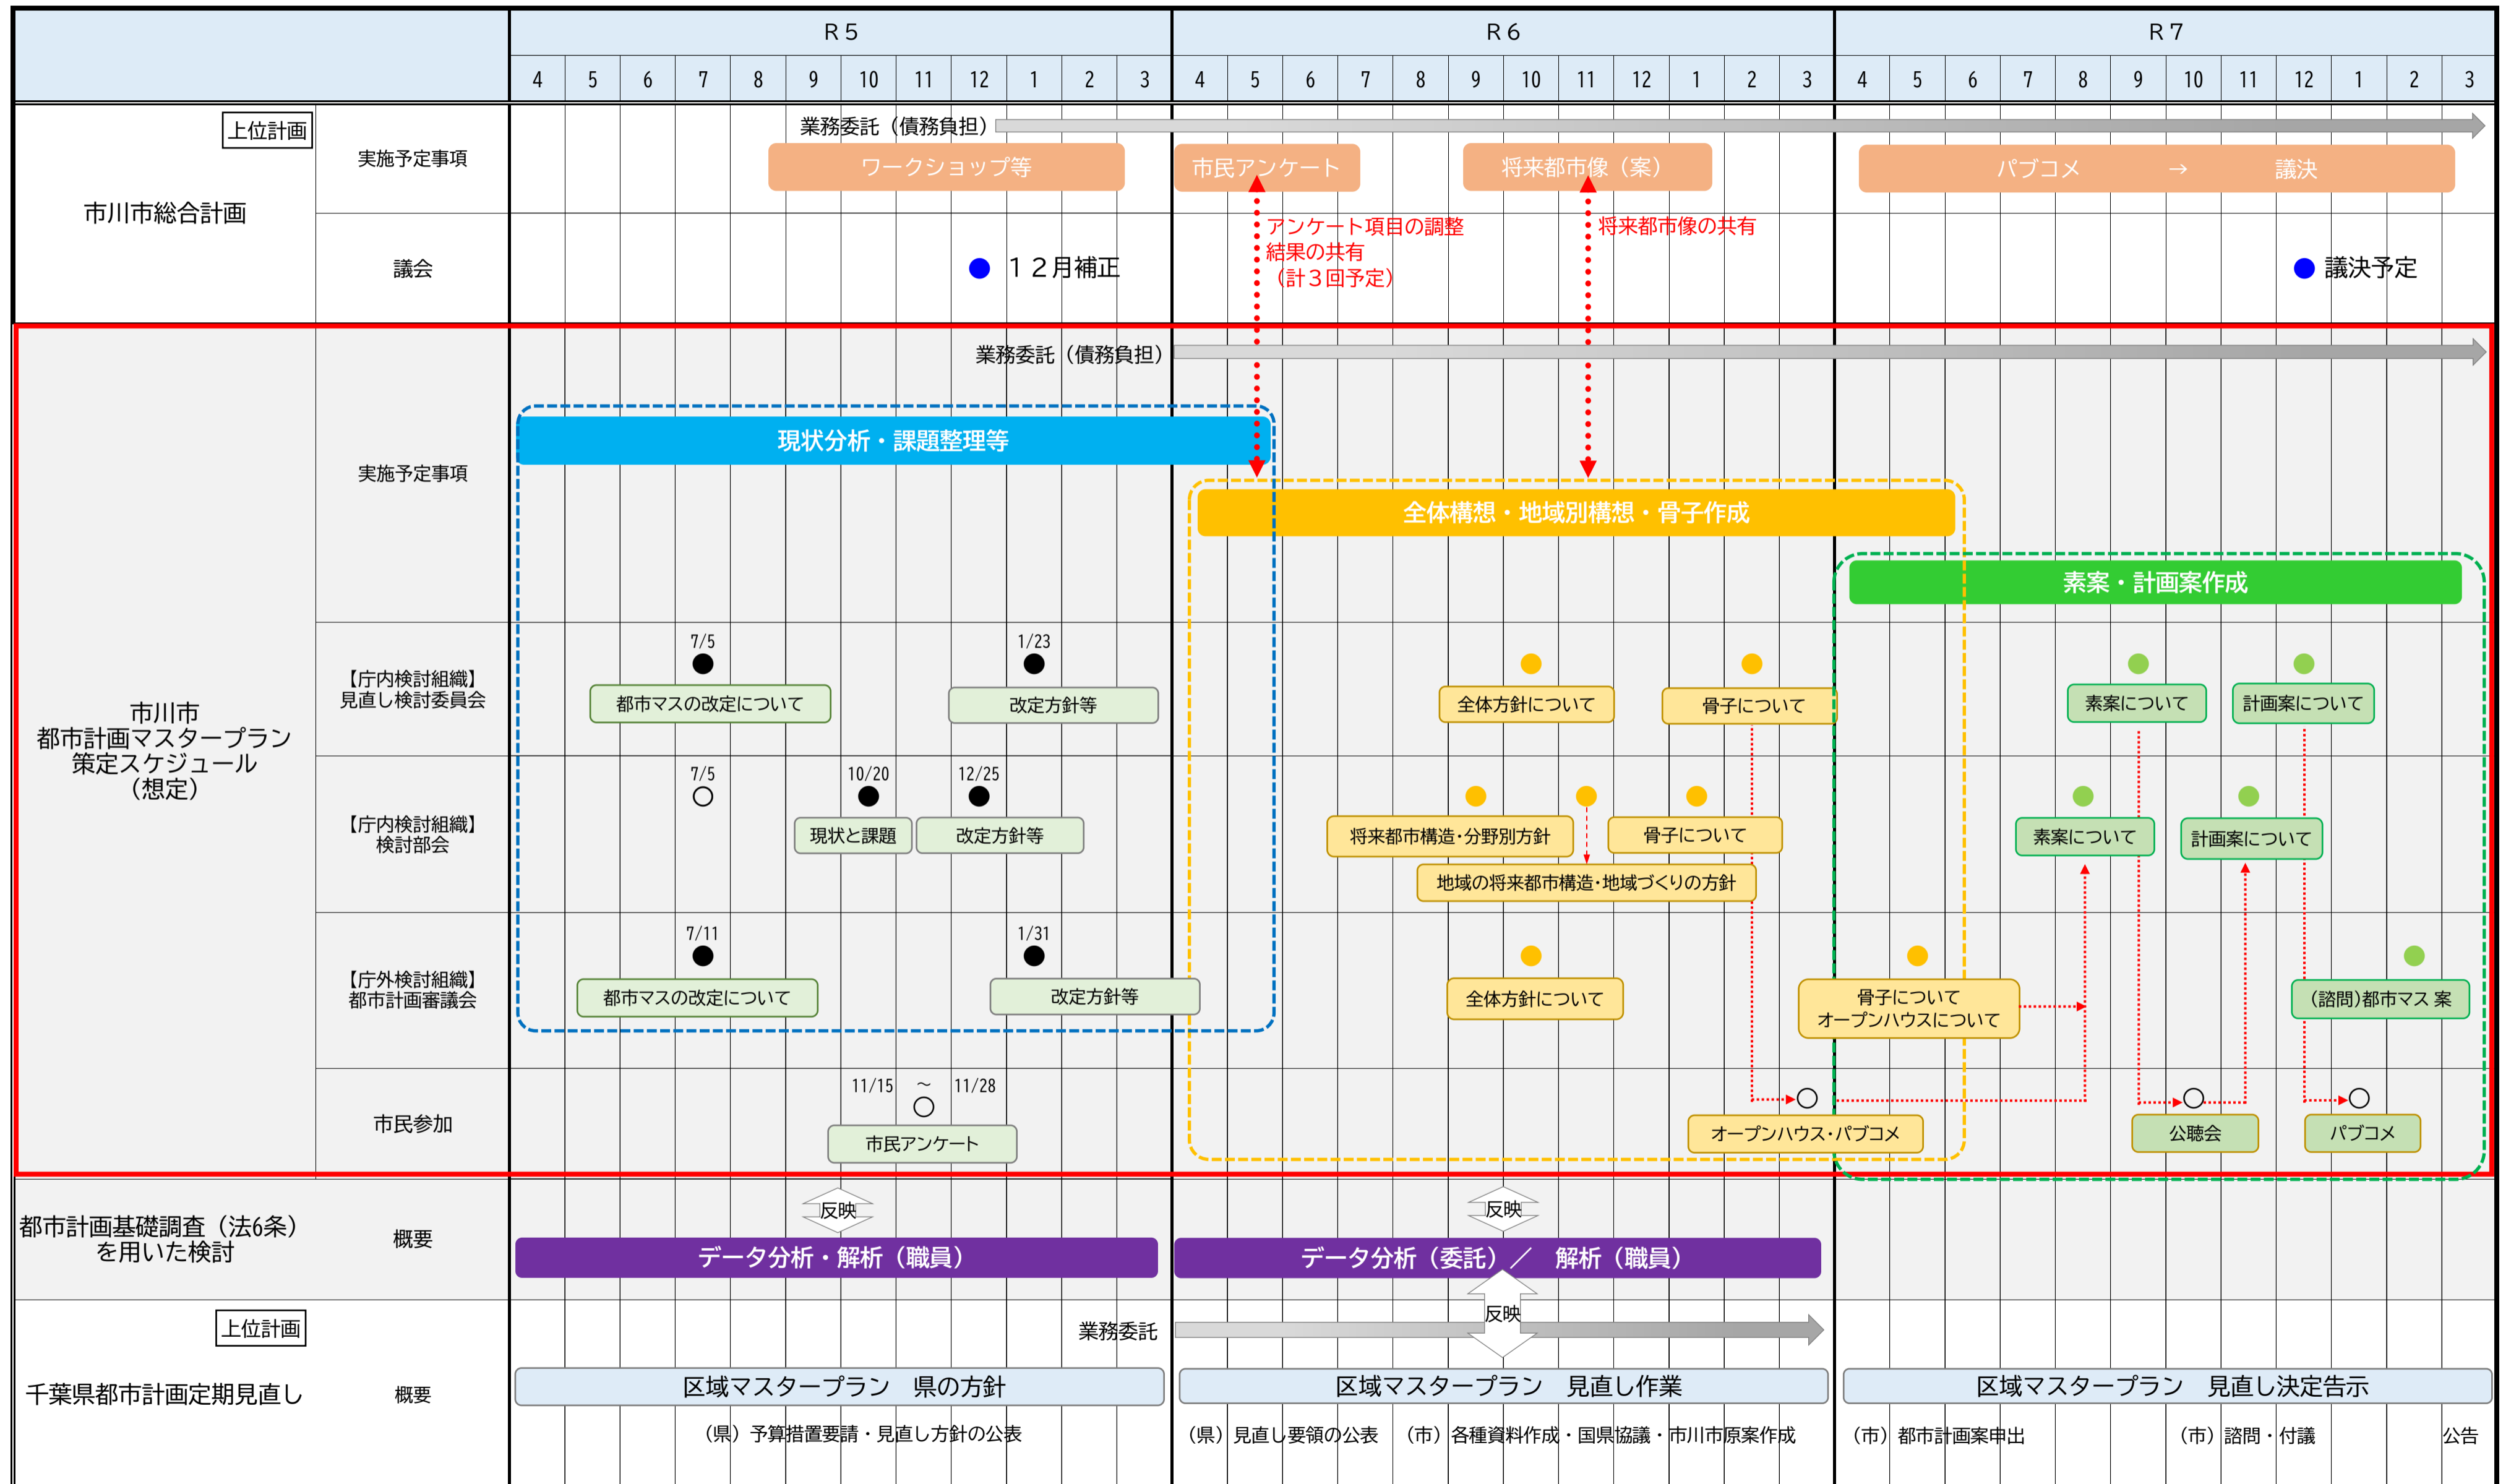 R５
R６
R７
4 5 6 7 8 9 10 11 12 1 2 3 4 5 6 7 8 9 10 11 12 1 2 3 4 5 6 7 8 9 10 11 12 1 2 3
上位計画
市川市総合計画
実施予定事項
業務委託（債務負担）
ワークショップ等
市民アンケート
将来都市像（案）
パブコメ　→　議決
議会
１２月補正
アンケート項目の調整
結果の共有
（計３回予定）
将来都市像の共有
議決予定
市川市
都市計画マスタープラン
策定スケジュール
（想定）
実施予定事項
業務委託（債務負担）
現状分析・課題整理等
全体構想・地域別構想・骨子作成
素案・計画案作成
【庁内検討組織】
見直し検討委員会
7/5
都市マスの改定について
1/23
改定方針等
全体方針について
骨子について
素案について
計画案について
【庁内検討組織】
検討部会
7/5
10/20
現状と課題
12/25
改定方針等
将来都市構造・分野別方針
地域の将来都市構造・地域づくりの方針
骨子について
素案について
計画案について
【庁外検討組織】
都市計画審議会
7/11
都市マスの改定について
1/31
改定方針等
全体方針について
骨子について
オープンハウスについて
（諮問）都市マス 案
市民参加
11/15　～　11/28
市民アンケート
オープンハウス・パブコメ
公聴会
パブコメ
都市計画基礎調査（法6条）
を用いた検討
概要
反映
データ分析・解析（職員）
反映
データ分析（委託）／　解析（職員）
上位計画
千葉県都市計画定期見直し
概要
業務委託
反映
区域マスタープラン　県の方針
区域マスタープラン　見直し作業
区域マスタープラン　見直し決定告示
（県）予算措置要請・見直し方針の公表
（県）見直し要領の公表
（市）各種資料作成・国県協議・市川市原案作成
（市）都市計画案申出
（市）諮問・付議
公告